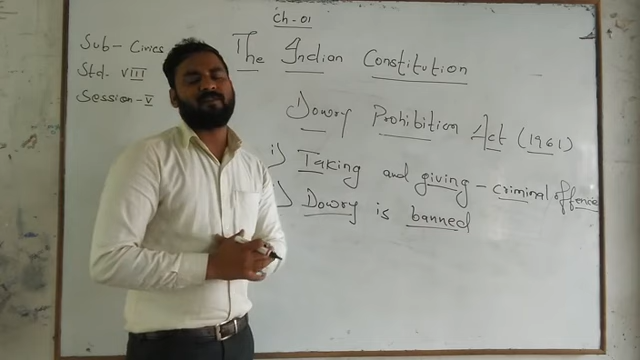 Ch-01
Sub- Civics
Std- VIII
Session-V
The Indian Constitution
Dowry Prohibition Act (1961)
i) Taking and giving - criminal offence
) Dowry is banned